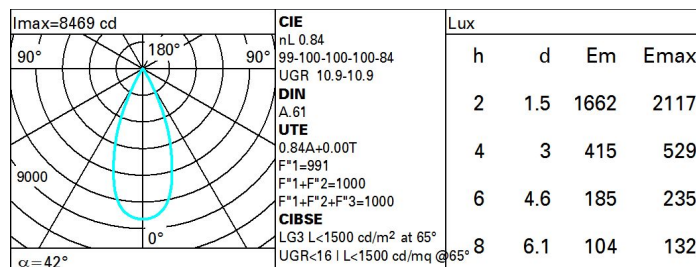 Imax=8469 cd
90° 180° 90°
9000
0°
α=42°
CIE
nL 0.84
99-100-100-100-84
UGR 10.9-10.9
DIN
A.61
UTE
0.84A+0.00T
F"1=991
F"1+F"2=1000
F"1+F"2+F"3=1000
CIBSE
LG3 L<1500 cd/m² at 65°
UGR<16 | L<1500 cd/mq @65°
Lux
h d Em Emax
2 1.5 1662 2117
4 3 415 529
6 4.6 185 235
8 6.1 104 132